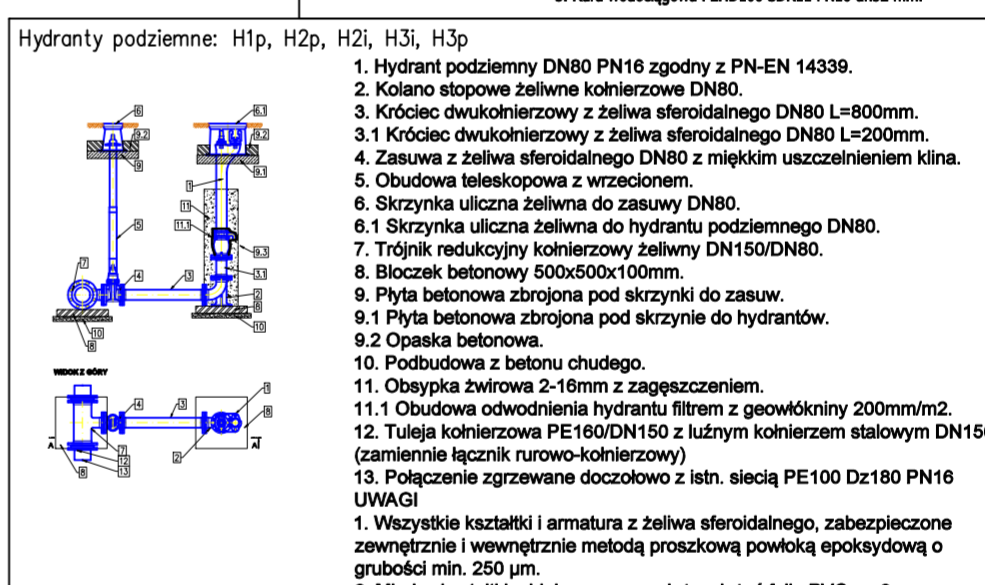 Hydranty podziemne: H1p, H2p, H2i, H3i, H3p
1. Hydrant podziemny DN80 PN16 zgodny z PN-EN 14339.
2. Kolano stopowe żeliwne kołnierzowe DN80.
3. Króciec dwukołnierzowy z żeliwa sferoidalnego DN80 L=800mm.
3.1 Króciec dwukołnierzowy z żeliwa sferoidalnego DN80 L=200mm.
4. Zasuwa z żeliwa sferoidalnego DN80 z miękkim uszczelnieniem klina.
5. Obudowa teleskopowa z wrzecionem.
6. Skrzynka uliczna żeliwna do zasuwy DN80.
6.1 Skrzynka uliczna żeliwna do hydrantu podziemnego DN80.
7. Trójnik redukcyjny kołnierzowy żeliwny DN150/DN80.
8. Bloczek betonowy 500x500x100mm.
9. Płyta betonowa zbrojona pod skrzynki do zasuw.
9.1 Płyta betonowa zbrojona pod skrzynie do hydrantów.
9.2 Opaska betonowa.
10. Podbudowa z betonu chudego.
11. Obsypka żwirowa 2-16mm z zagęszczeniem.
11.1 Obudowa odwodnienia hydrantu filtrem z geowłókniny 200mm/m2.
12. Tuleja kołnierzowa PE160/DN150 z luźnym kołnierzem stalowym DN150
(zamiennie łącznik rurowo-kołnierzowy)
13. Połączenie zgrzewane doczołowo z istn. siecią PE100 Dz180 PN16
UWAGI
1. Wszystkie kształtki i armatura z żeliwa sferoidalnego, zabezpieczone
zewnętrznie i wewnętrznie metodą proszkową powłoką epoksydową o
grubości min. 250 µm.
6 6.1
9.2 9.2
9 9.1
1
11
11.1
5 9.3
7 4 3 3.1
2
8
10 10
8
WIDOK Z GÓRY
4 3 1
8
A A
7 2
12
8 13